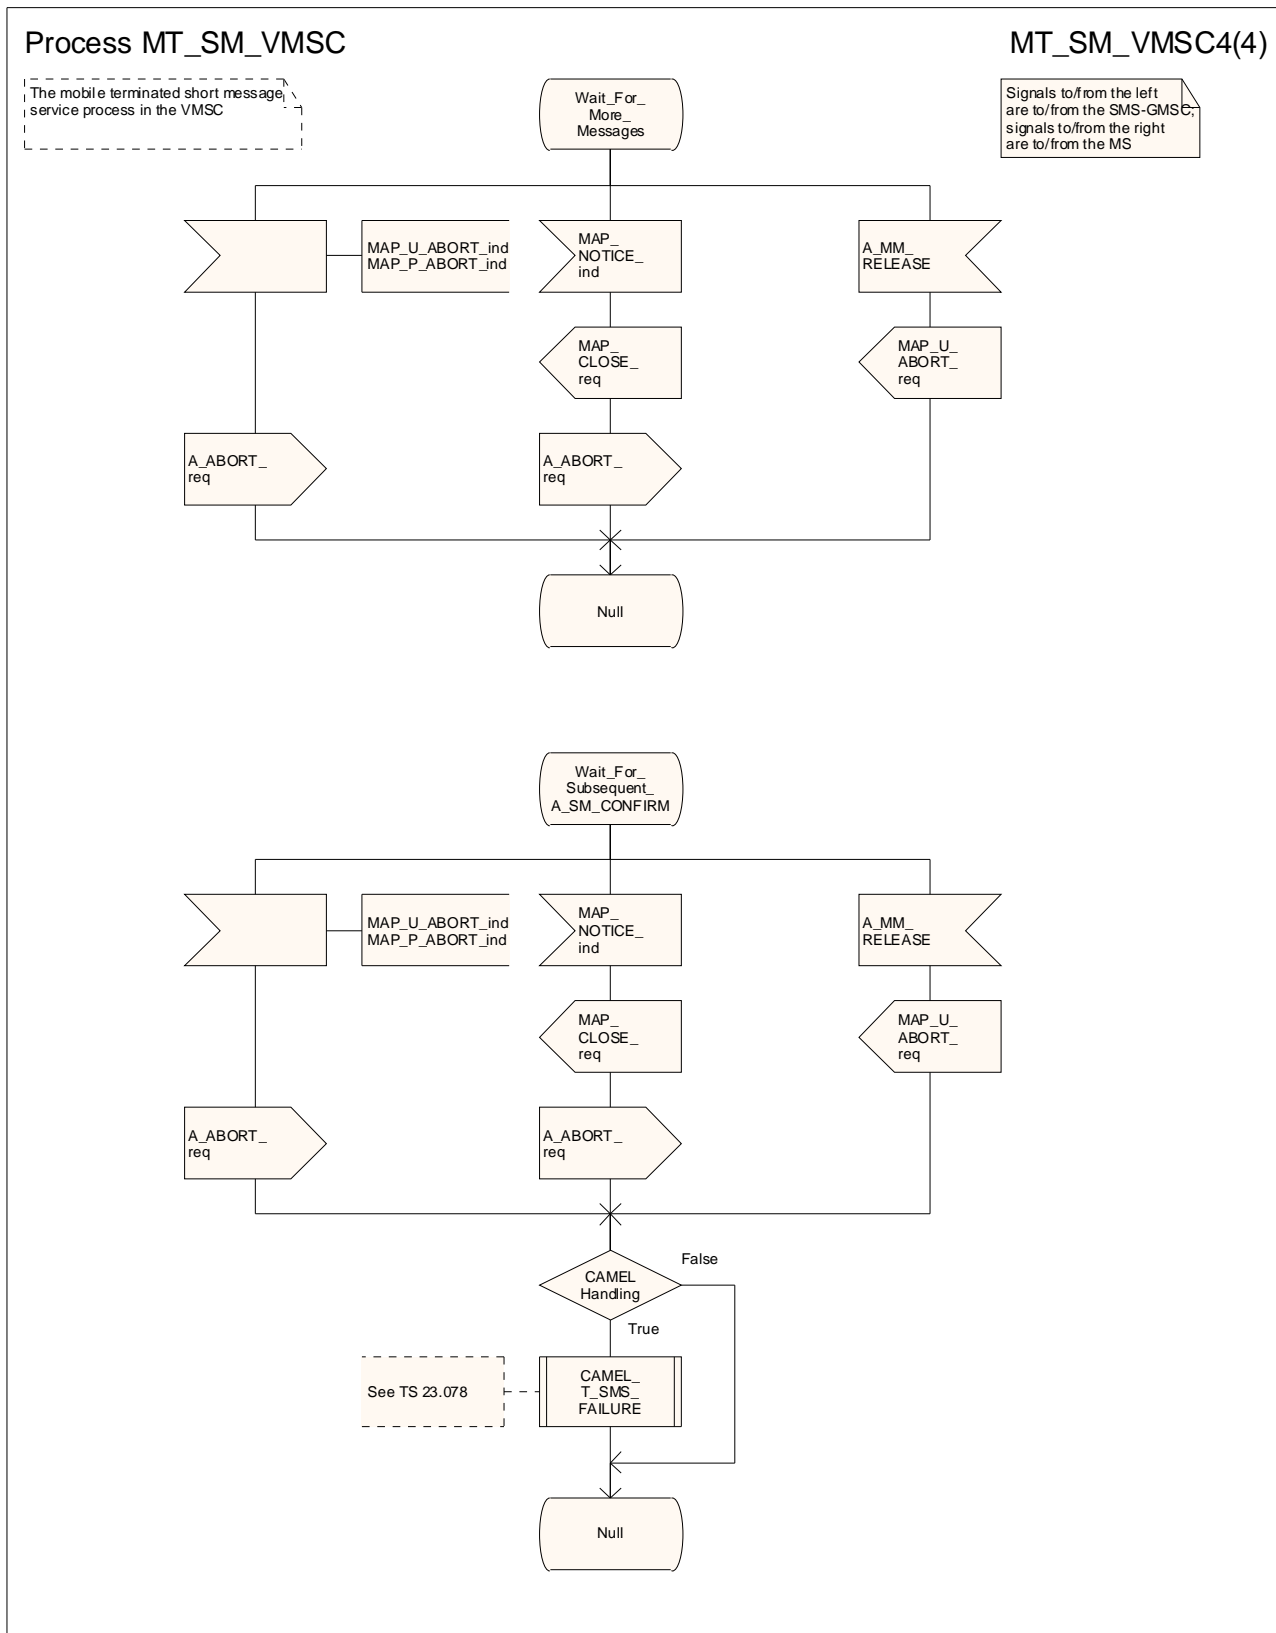 Process MT_SM_VMSC
MT_SM_VMSC4(4)
The mobile terminated short message
service process in the VMSC
Signals to/from the left
are to/from the SMS-GMSC;
signals to/from the right
are to/from the MS
Wait_For_
More_
Messages
MAP_U_ABORT_ind
MAP_P_ABORT_ind
MAP_
NOTICE_
ind
A_MM_
RELEASE
MAP_
CLOSE_
req
MAP_U_
ABORT_
req
A_ABORT_
req
A_ABORT_
req
Null
Wait_For_
Subsequent_
A_SM_CONFIRM
MAP_U_ABORT_ind
MAP_P_ABORT_ind
MAP_
NOTICE_
ind
A_MM_
RELEASE
MAP_
CLOSE_
req
MAP_U_
ABORT_
req
A_ABORT_
req
A_ABORT_
req
False
CAMEL
Handling
True
See TS 23.078
CAMEL_
T_SMS_
FAILURE
Null